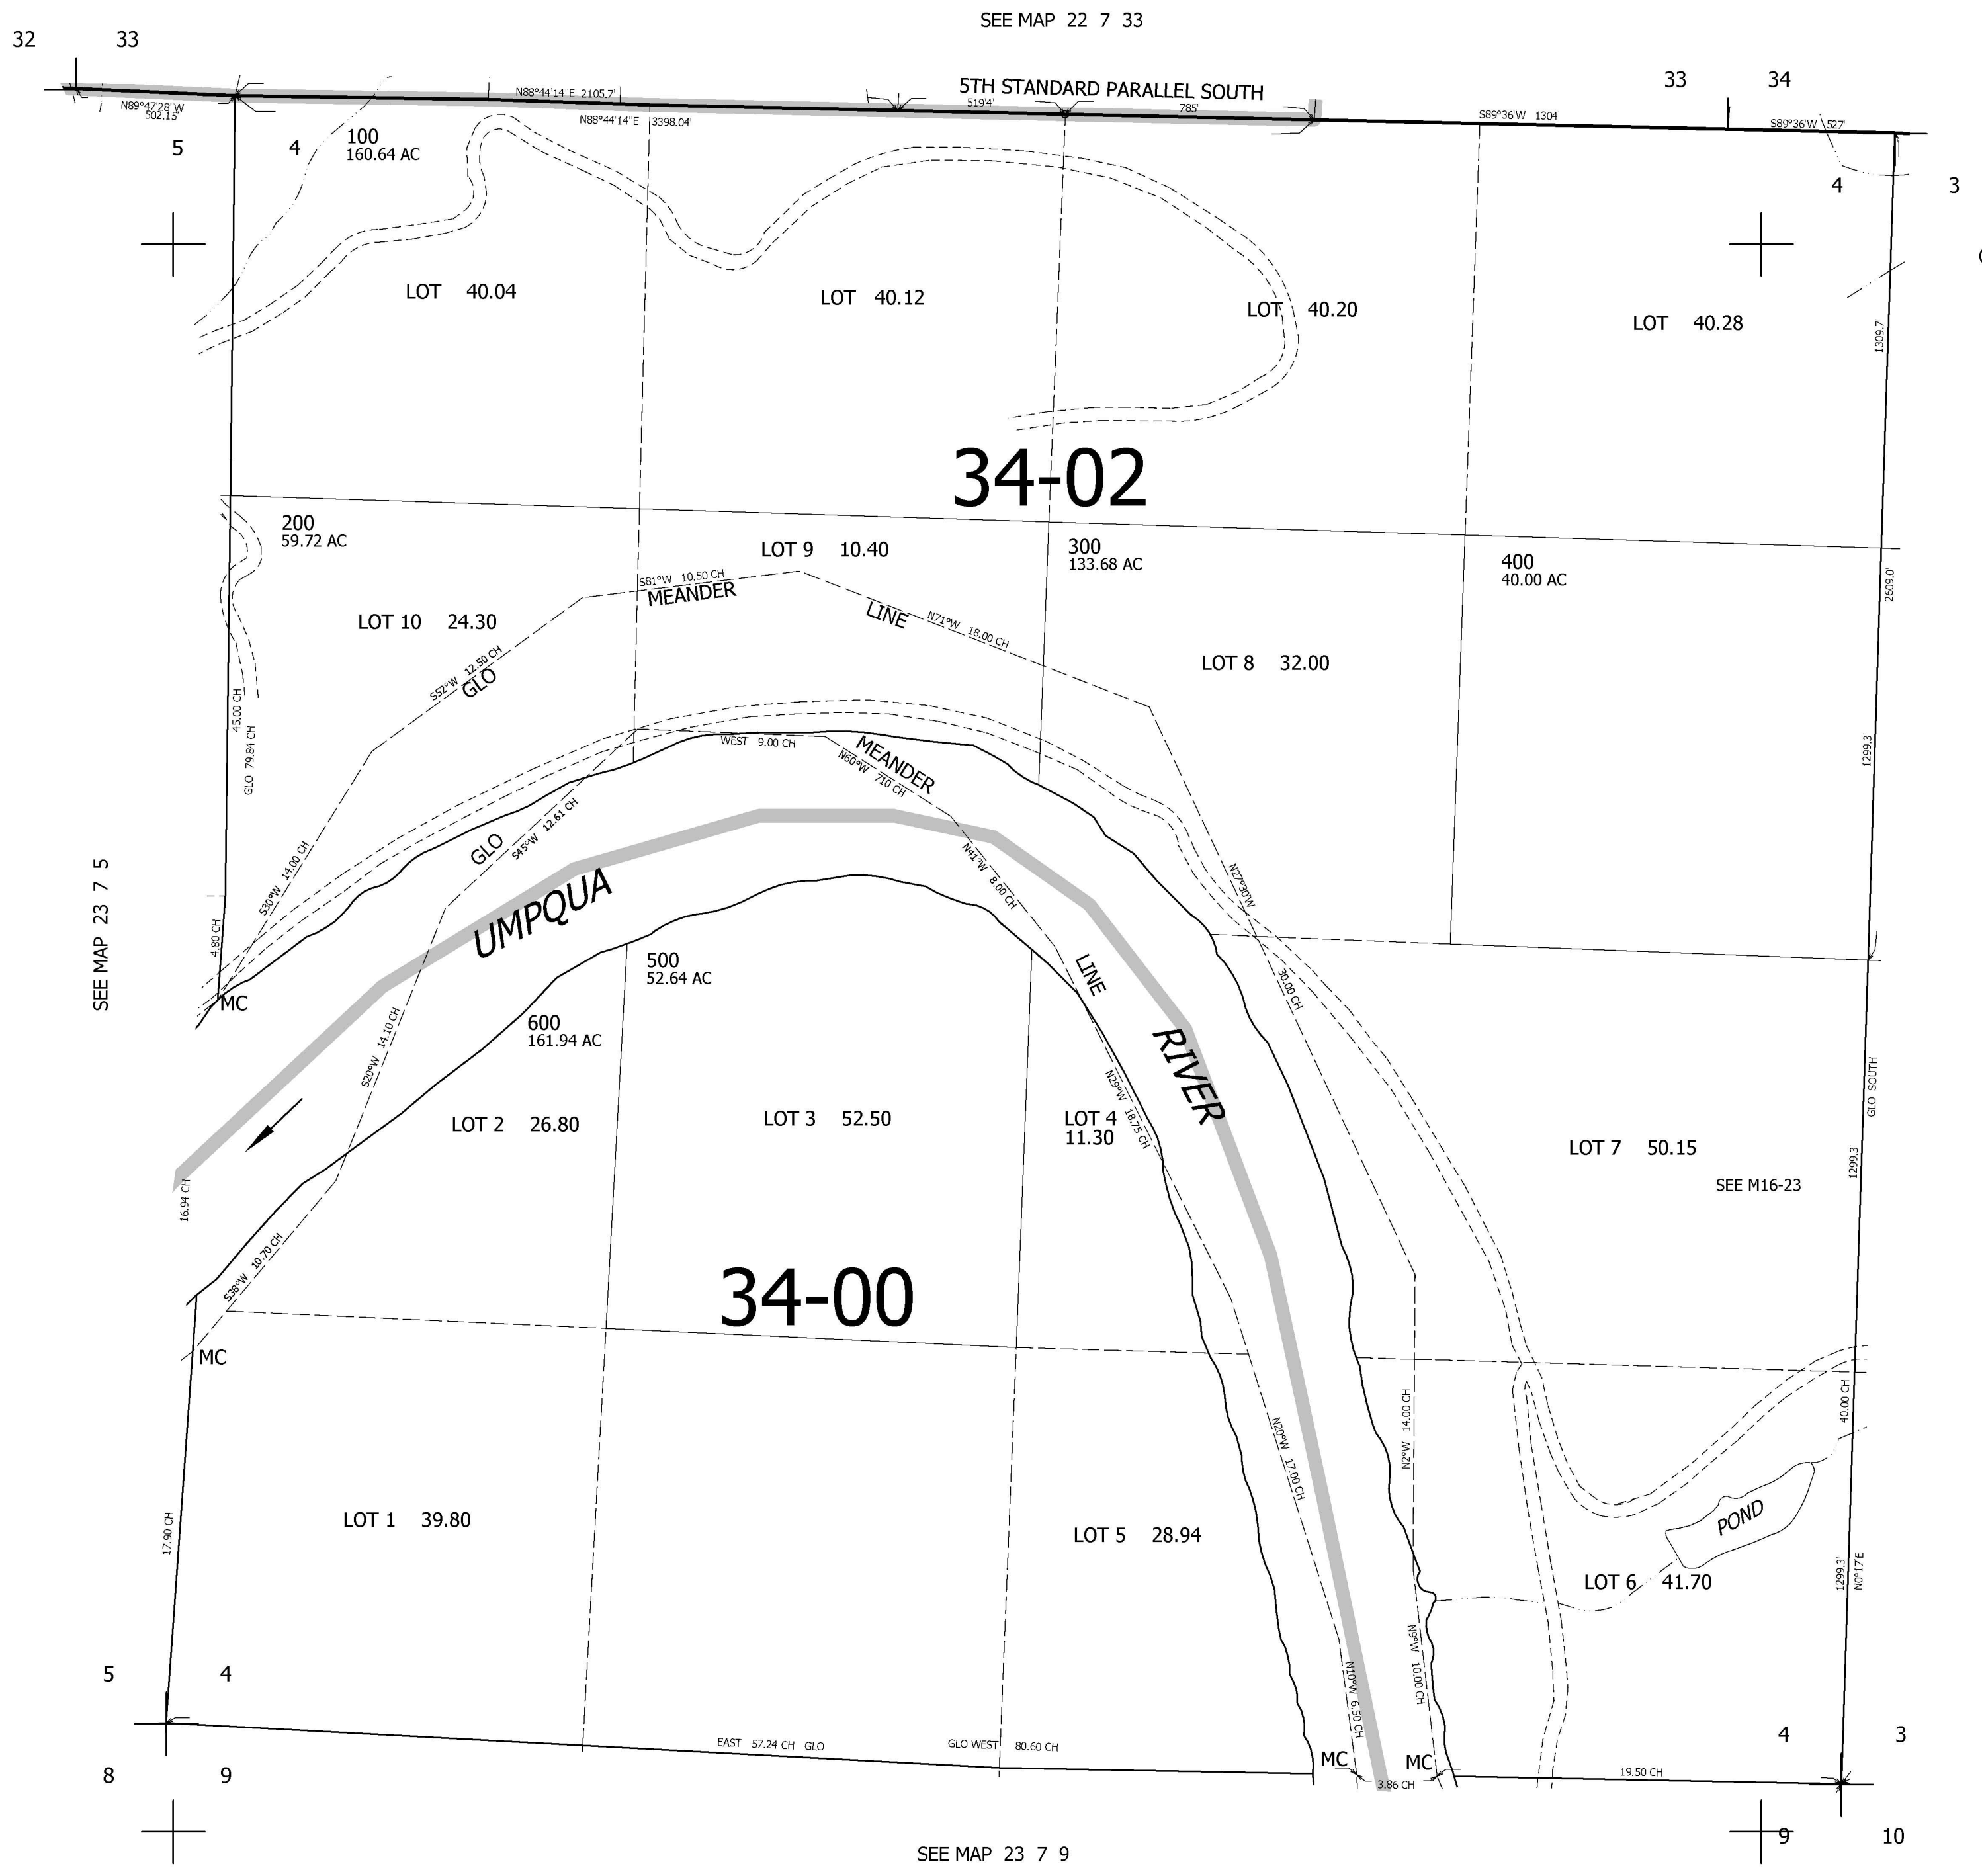 SEE MAP 22 7 33
32 33
33 34
5TH STANDARD PARALLEL SOUTH
N89°47'28"W
502.15'
N88°44'14"E 2105.7'
519'4'
785'
N88°44'14"E 3398.04'
S89°36'W 1304'
S89°36'W 527'
5 4
100
160.64 AC
4 3
LOT 40.04
LOT 40.12
LOT 40.20
LOT 40.28
1309.7'
34-02
200
59.72 AC
LOT 9 10.40
300
133.68 AC
400
40.00 AC
2609.0'
S81°W 10.50 CH
MEANDER
LINE
N71°W 18.00 CH
LOT 10 24.30
LOT 8 32.00
S52°W 12.50 CH
GLO
45.00 CH
GLO 79.84 CH
WEST 9.00 CH
MEANDER
N60°W 710 CH
1299.3'
GLO
S45°W 12.61 CH
S30°W 14.00 CH
N41°W 8.00 CH
N27°30'W
30.00 CH
4.80 CH
SEE MAP 23 7 5
UMPQUA
500
52.64 AC
LINE
MC
600
161.94 AC
RIVER
S20°W 14.10 CH
N29°W 18.75 CH
GLO SOUTH
LOT 2 26.80
LOT 3 52.50
LOT 4
11.30
LOT 7 50.15
1299.3'
SEE M16-23
16.94 CH
S38°W 10.70 CH
34-00
MC
N2°W 14.00 CH
40.00 CH
N20°W 17.00 CH
LOT 1 39.80
LOT 5 28.94
POND
17.90 CH
LOT 6 41.70
1299.3'
N0°17'E
N9°W 10.00 CH
N10°W 6.50 CH
5 4
4 3
EAST 57.24 CH GLO
GLO WEST 80.60 CH
MC MC
3.86 CH
19.50 CH
8 9
9 10
SEE MAP 23 7 9